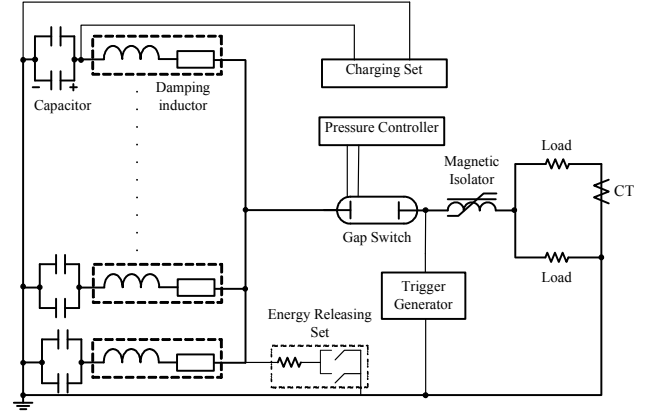 Charging Set
− +
Capacitor
Damping
inductor
Pressure Controller
Gap Switch
Magnetic
Isolator
Load
CT
Load
Trigger
Generator
Energy Releasing
Set